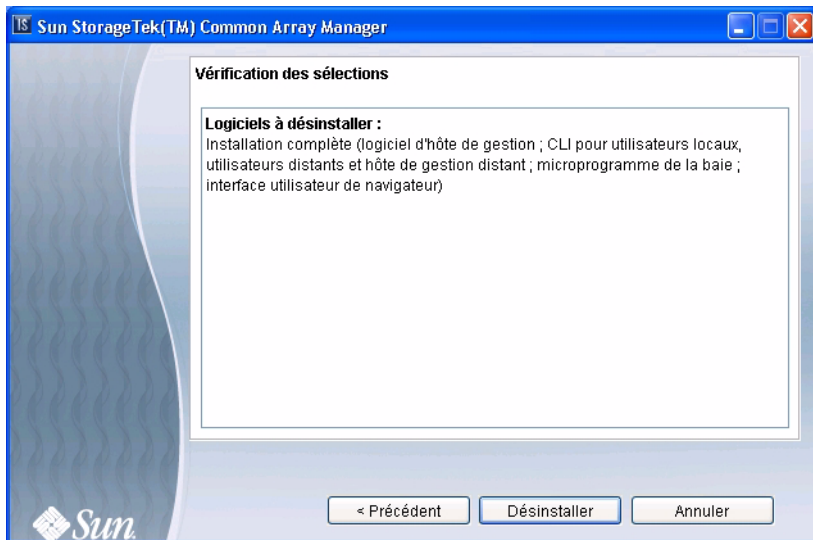 Sun StorageTek(TM) Common Array Manager
Vérification des sélections
Logiciels à désinstaller :
Installation complète (logiciel d'hôte de gestion ; CLI pour utilisateurs locaux,
utilisateurs distants et hôte de gestion distant ; microprogramme de la baie ;
interface utilisateur de navigateur)
< Précédent
Désinstaller
Annuler
Sun